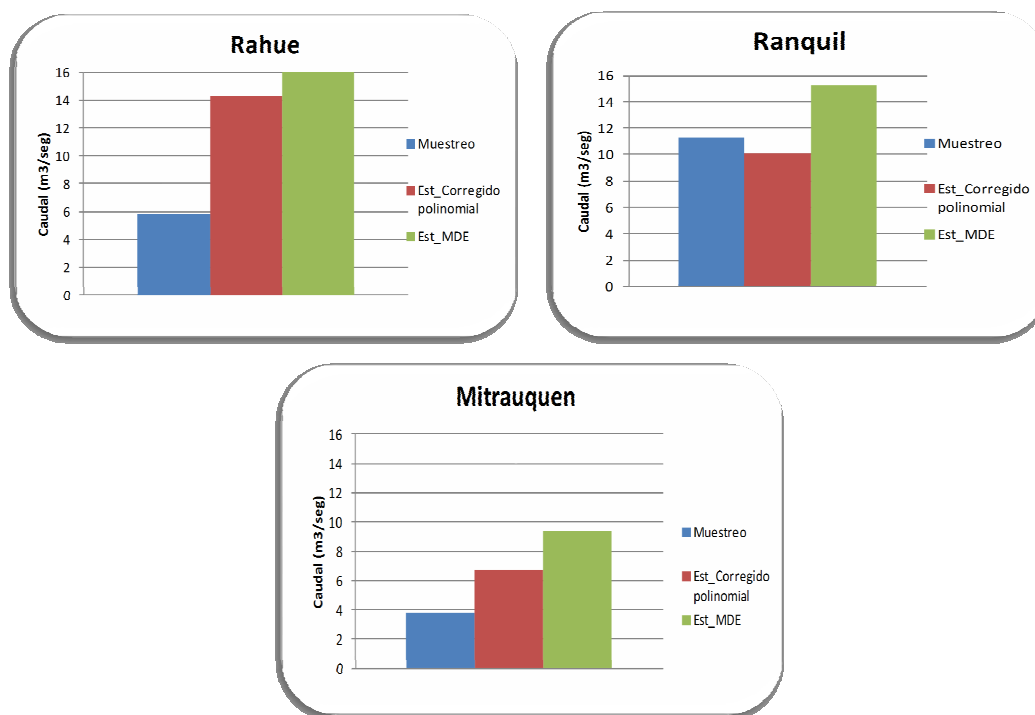 Rahue
Caudal (m3/seg)
16
14
12
10
8
6
4
2
0
Muestreo
Est_Corregido
polinomial
Est_MDE
Ranquil
Caudal (m3/seg)
16
14
12
10
8
6
4
2
0
Muestreo
Est_Corregido
polinomial
Est_MDE
Mitrauquen
Caudal (m3/seg)
16
14
12
10
8
6
4
2
0
Muestreo
Est_Corregido
polinomial
Est_MDE